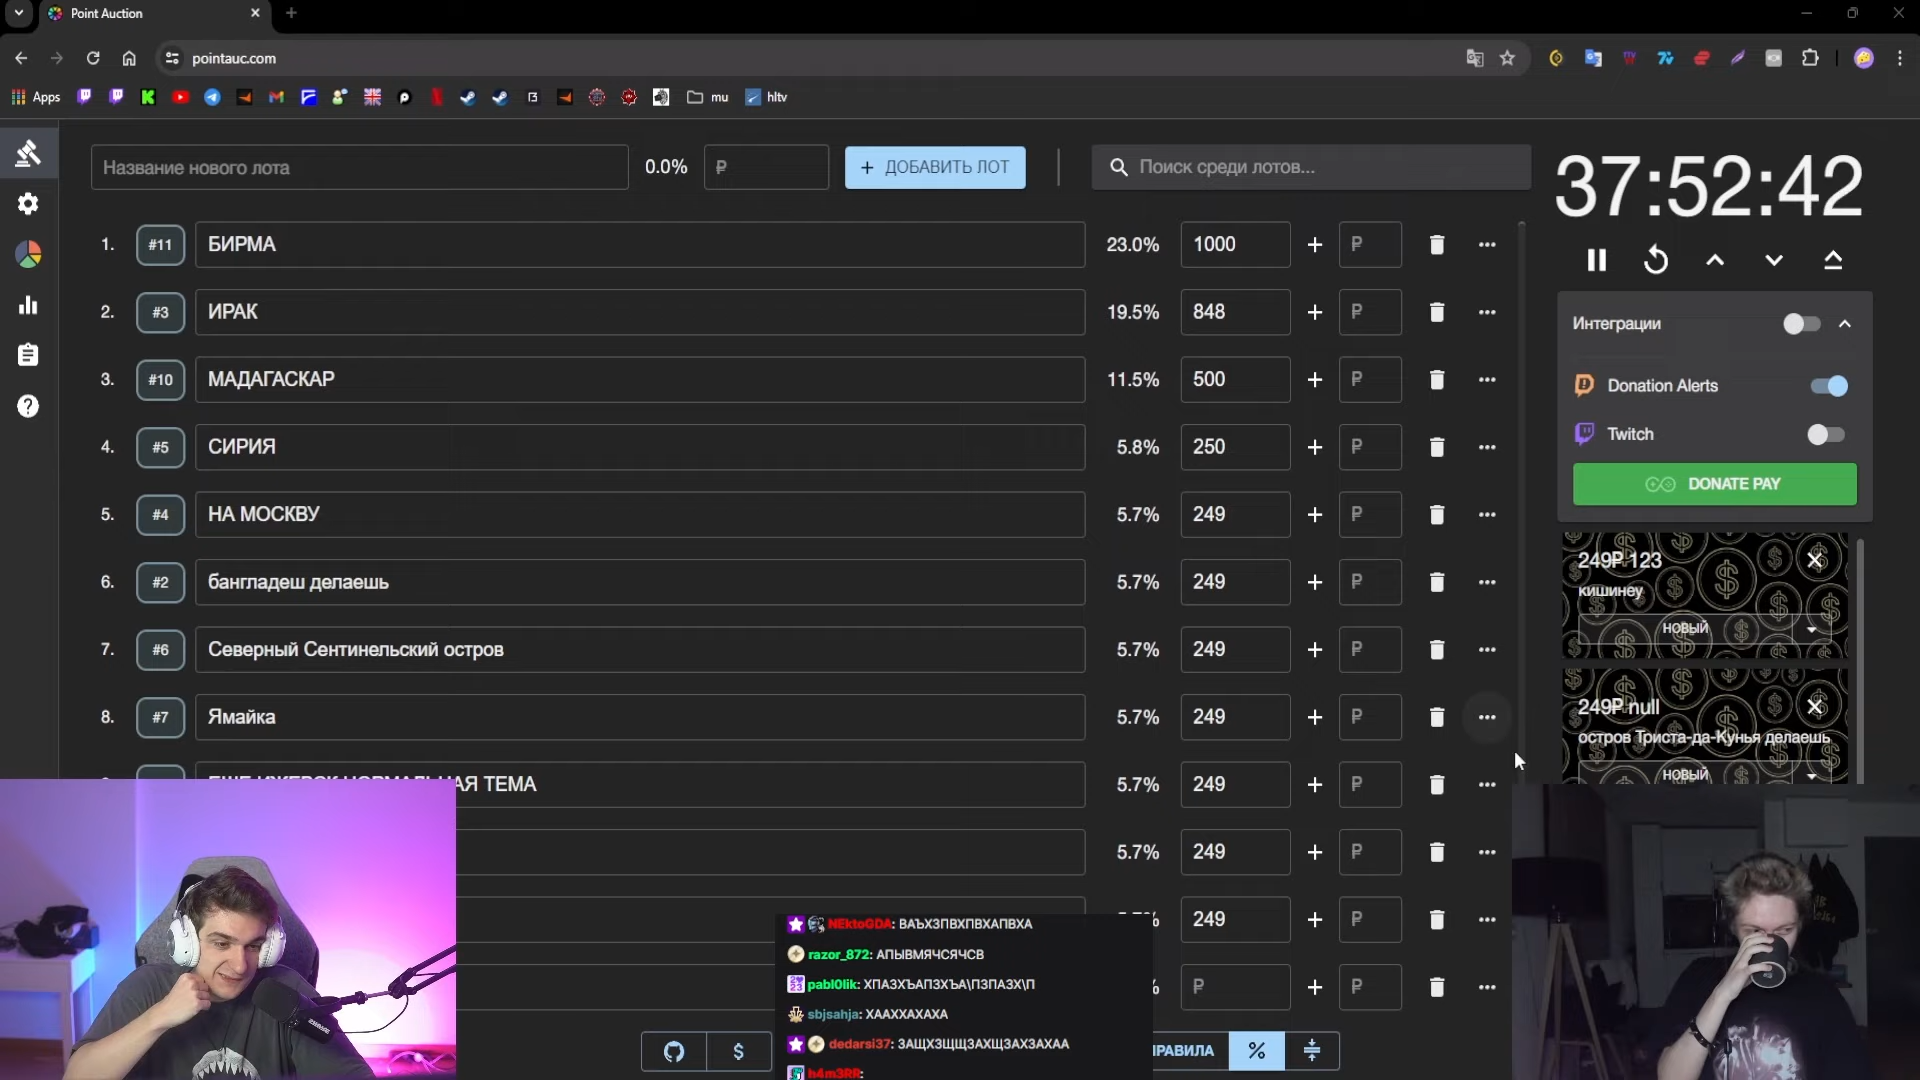 Point Auction
pointauc.com
Apps
mu
hltv
Название нового лота
0.0%
₽
+ ДОБАВИТЬ ЛОТ
Поиск среди лотов...
37:52:42
1. #11 БИРМА 23.0% 1000 + ₽
2. #3 ИРАК 19.5% 848 + ₽
3. #10 МАДАГАСКАР 11.5% 500 + ₽
4. #5 СИРИЯ 5.8% 250 + ₽
5. #4 НА МОСКВУ 5.7% 249 + ₽
6. #2 бангладеш делаешь 5.7% 249 + ₽
7. #6 Северный Сентинельский остров 5.7% 249 + ₽
8. #7 Ямайка 5.7% 249 + ₽
ТЕМА 5.7% 249 + ₽
5.7% 249 + ₽
249 + ₽
₽ + ₽
Интеграции
Donation Alerts
Twitch
DONATE PAY
249₽ 123
кишинеу
НОВЫЙ
249₽ null
остров Триста-да-Кунья делаешь
НОВЫЙ
NEktoGDA: ВАЪХЗПВХПВХАПВХА
razor_872: АПЫВМЯЧСЯЧСВ
pabl0lik: ХПАЗХЪАПЗХЪА\ПЗПАЗХ\П
sbjsahja: ХААХХАХАХА
dedarsi37: ЗАЩХЗЩЩЗАХЩЗАХЗАХАА
h4m3RR:
$
%